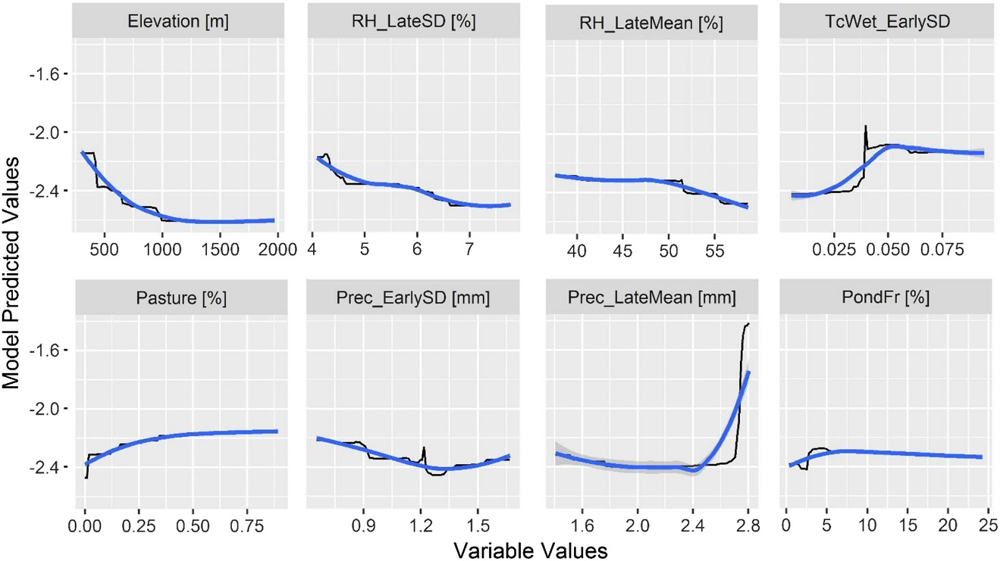 Elevation [m] RH_LateSD [%] RH_LateMean [%] TcWet_EarlySD
-1.6
-2.0
-2.4
500 1000 1500 2000 4 5 6 7 40 45 50 55 0.025 0.050 0.075
Model Predicted Values
Pasture [%] Prec_EarlySD [mm] Prec_LateMean [mm] PondFr [%]
-1.6
-2.0
-2.4
0.00 0.25 0.50 0.75 0.9 1.2 1.5 1.6 2.0 2.4 2.8 0 5 10 15 20 25
Variable Values